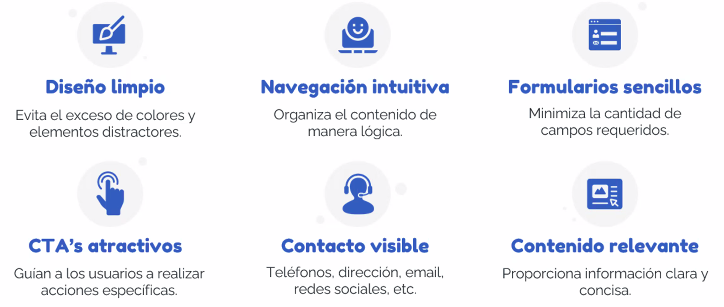 Diseño limpio
Evita el exceso de colores y
elementos distractores.
Navegación intuitiva
Organiza el contenido de
manera lógica.
Formularios sencillos
Minimiza la cantidad de
campos requeridos.
CTA's atractivos
Guían a los usuarios a realizar
acciones específicas.
Contacto visible
Teléfonos, dirección, email,
redes sociales, etc.
Contenido relevante
Proporciona información clara y
concisa.